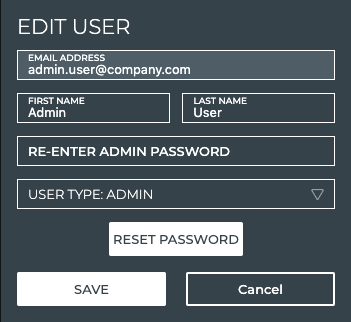 EDIT USER
EMAIL ADDRESS
admin.user@company.com
FIRST NAME
Admin
LAST NAME
User
RE-ENTER ADMIN PASSWORD
USER TYPE: ADMIN
RESET PASSWORD
SAVE
Cancel